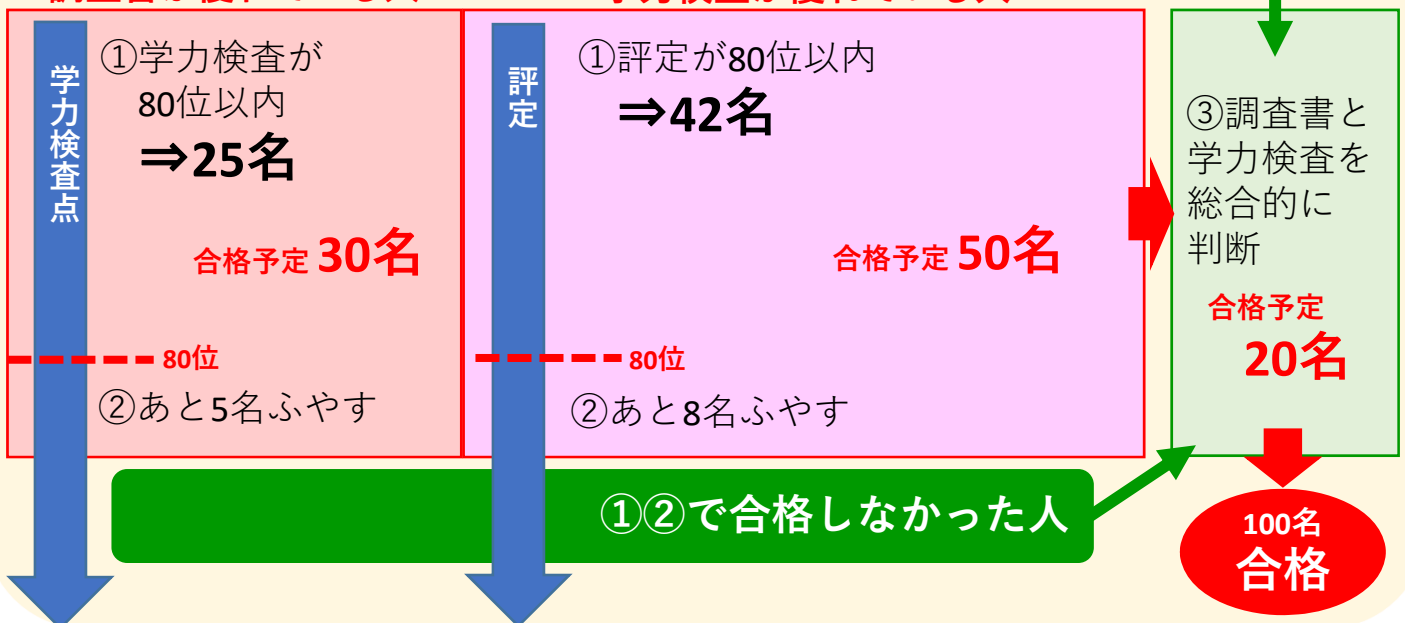 学力検査点
①学力検査が
80位以内
⇒25名
合格予定 30名
80位
②あと5名ふやす
評定
①評定が80位以内
⇒42名
合格予定 50名
80位
②あと8名ふやす
①②で合格しなかった人
③調査書と
学力検査を
総合的に
判断
合格予定
20名
100名
合格